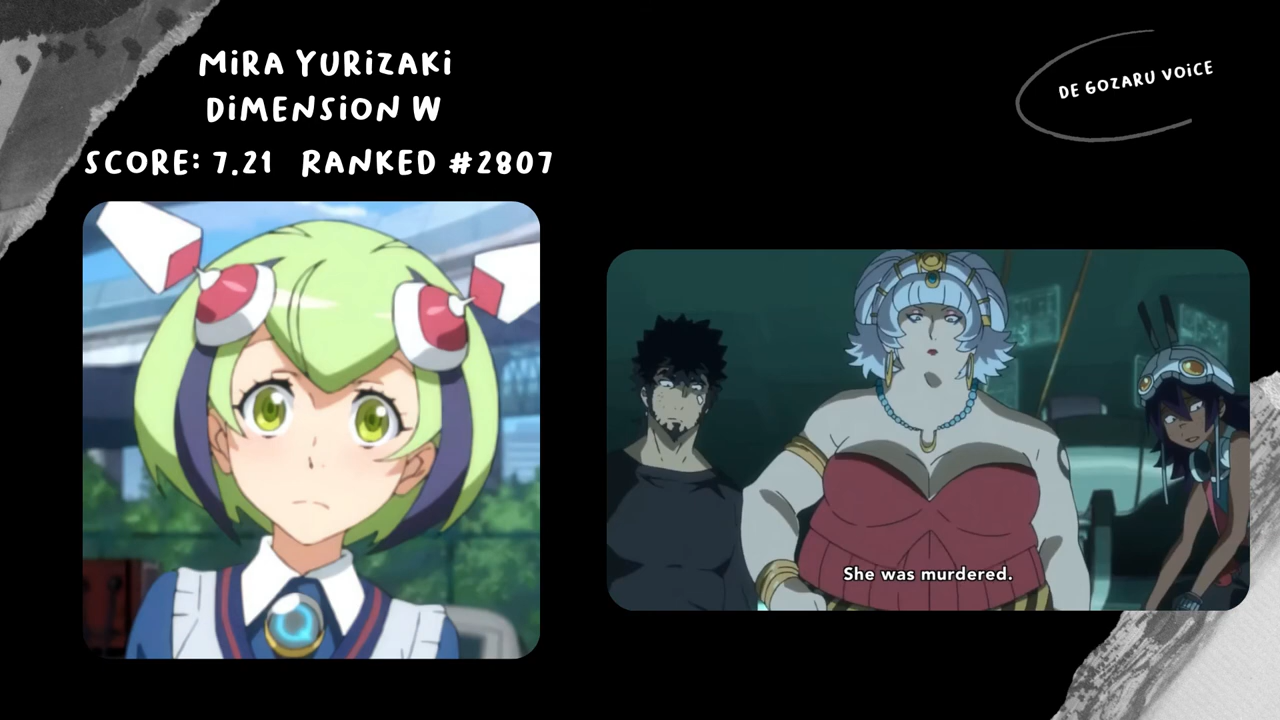 MiRA YURiZAKi
DiMENSiON W
SCORE: 7.21 RANKED #2807
DE GOZARU VOiCE
She was murdered.